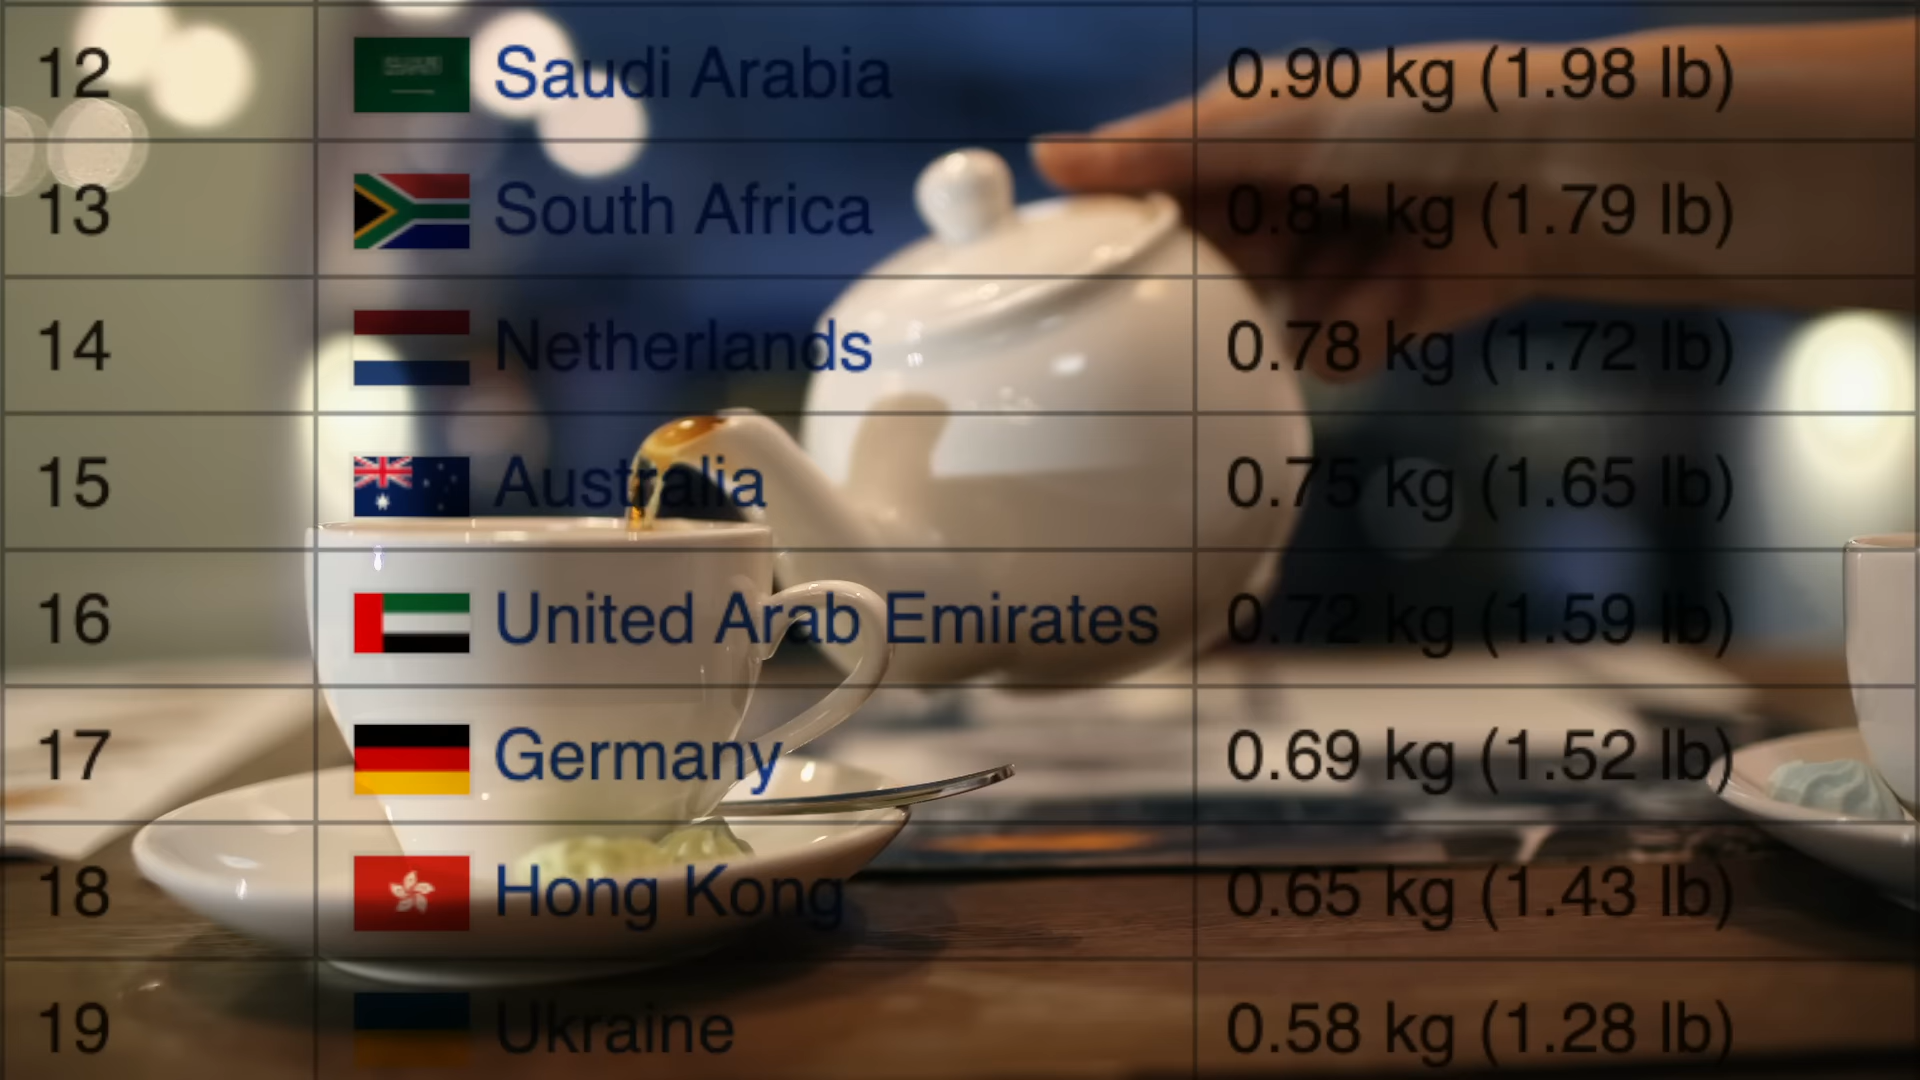 12 Saudi Arabia 0.90 kg (1.98 lb)
13 South Africa 0.81 kg (1.79 lb)
14 Netherlands 0.78 kg (1.72 lb)
15 Australia 0.75 kg (1.65 lb)
16 United Arab Emirates 0.72 kg (1.59 lb)
17 Germany 0.69 kg (1.52 lb)
18 Hong Kong 0.65 kg (1.43 lb)
19 Ukraine 0.58 kg (1.28 lb)